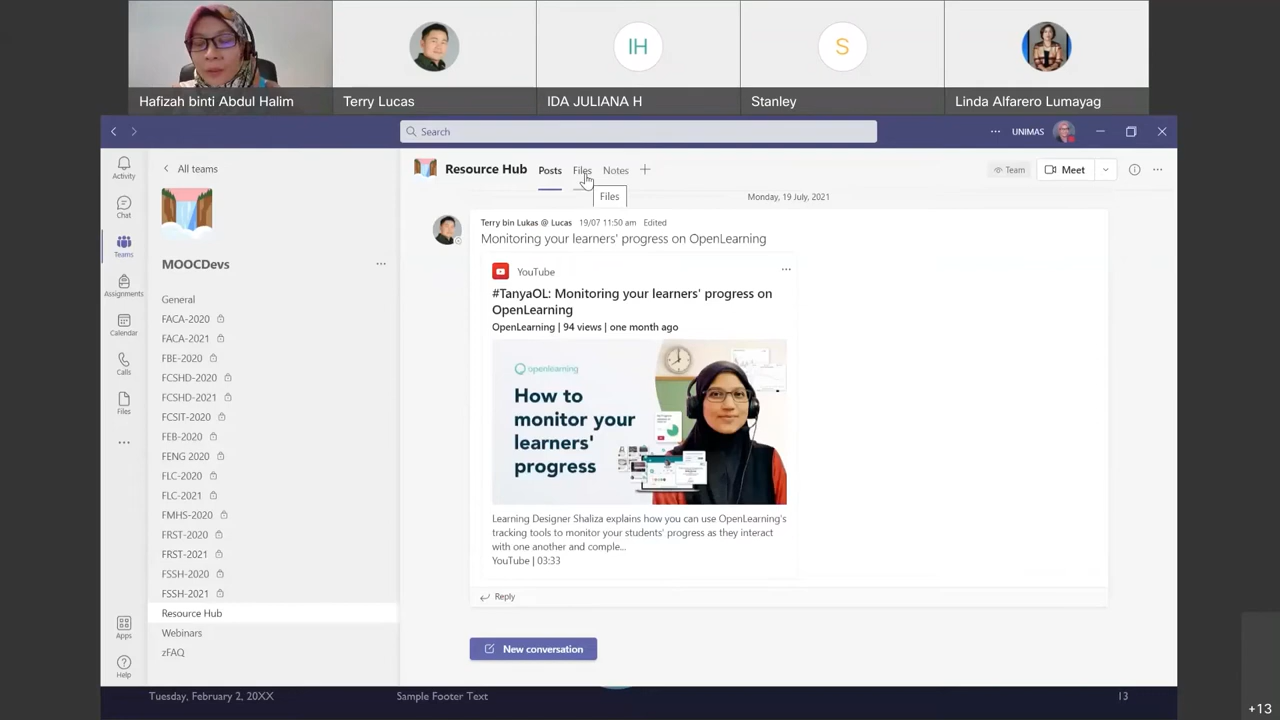 IH
S
Hafizah binti Abdul Halim
Terry Lucas
IDA JULIANA H
Stanley
Linda Alfarero Lumayag
Search
UNIMAS
Activity
Chat
Teams
Assignments
Calendar
Calls
Files
Apps
Help
All teams
MOOCDevs
General
FACA-2020
FACA-2021
FBE-2020
FCSHD-2020
FCSHD-2021
FCSIT-2020
FEB-2020
FENG 2020
FLC-2020
FLC-2021
FMHS-2020
FRST-2020
FRST-2021
FSSH-2020
FSSH-2021
Resource Hub
Webinars
zFAQ
Resource Hub Posts Files Notes
Team Meet
Files
Monday, 19 July, 2021
Terry bin Lukas @ Lucas 19/07 11:50 am Edited
Monitoring your learners' progress on OpenLearning
YouTube
#TanyaOL: Monitoring your learners' progress on
OpenLearning
OpenLearning | 94 views | one month ago
openlearning
How to
monitor your
learners'
progress
Learning Designer Shaliza explains how you can use OpenLearning's
tracking tools to monitor your students' progress as they interact
with one another and comple...
YouTube | 03:33
Reply
New conversation
Tuesday, February 2, 20XX
Sample Footer Text
13
+13